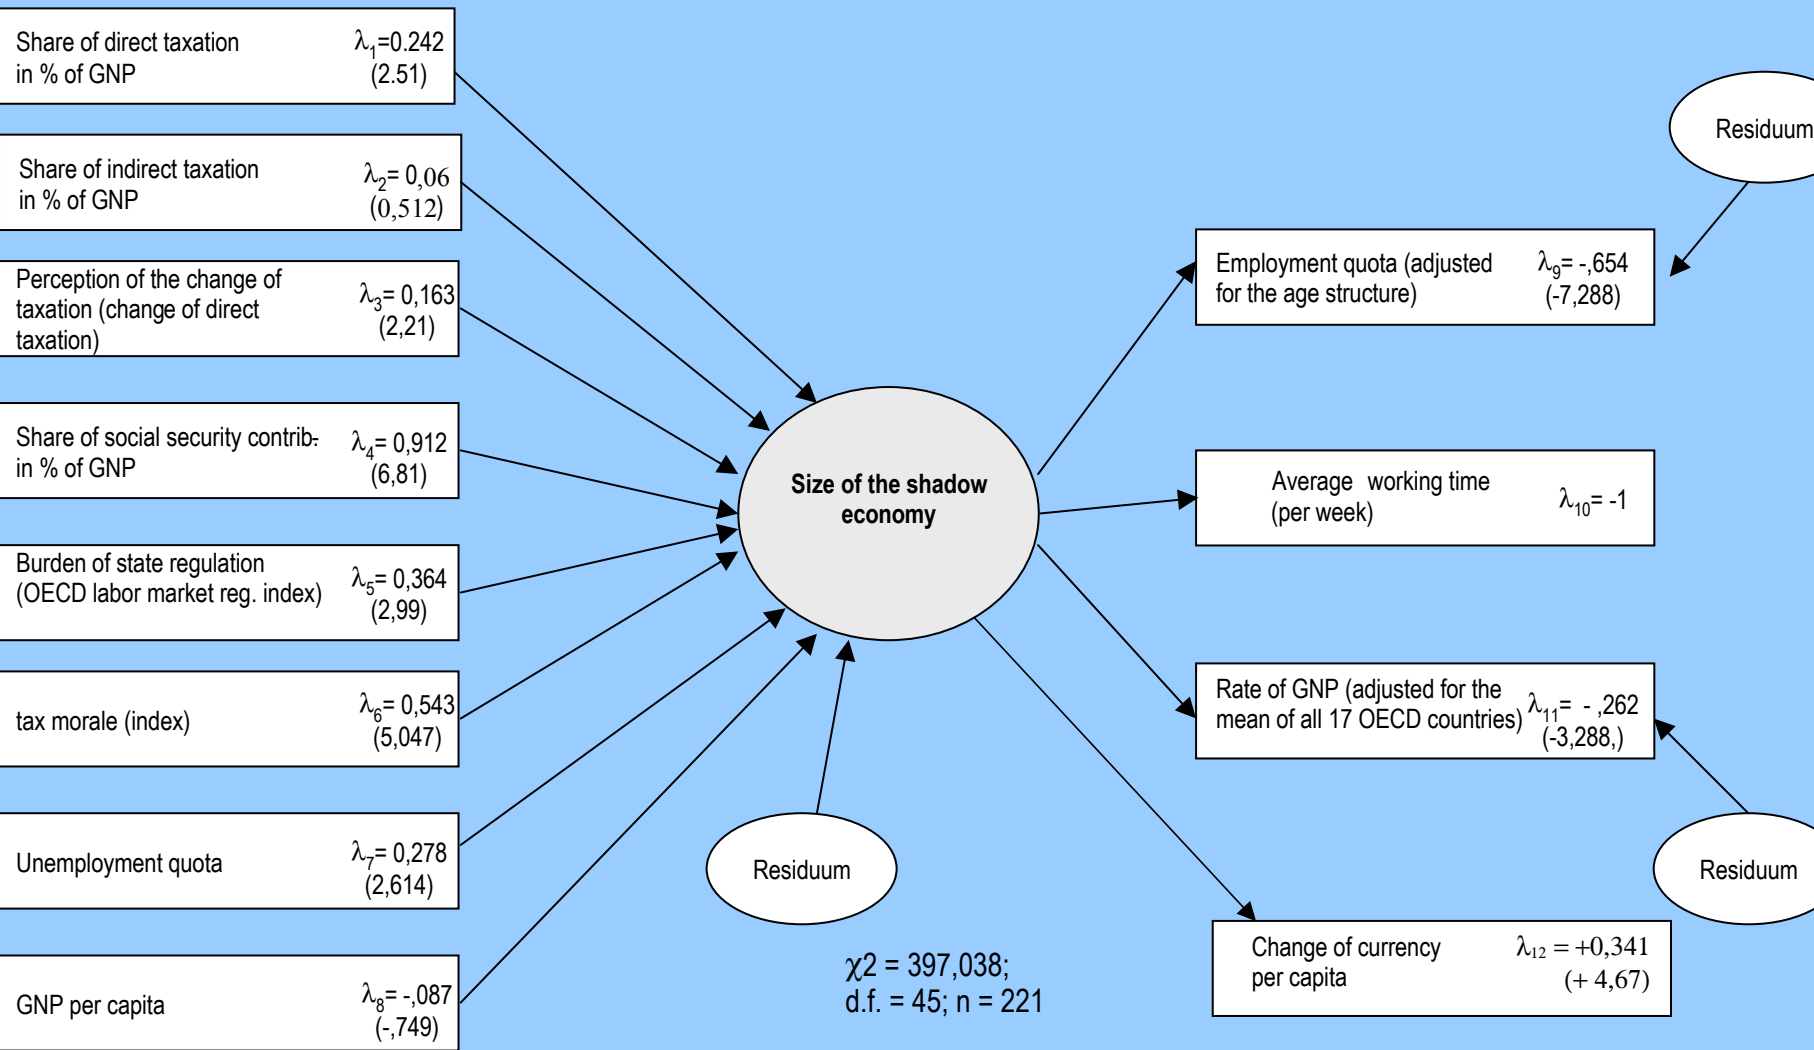 Share of direct taxation
in % of GNP
λ1=0.242
(2.51)
Share of indirect taxation
in % of GNP
λ2= 0,06
(0,512)
Perception of the change of
taxation (change of direct
taxation)
λ3= 0,163
(2,21)
Share of social security contrib-
in % of GNP
λ4= 0,912
(6,81)
Burden of state regulation
(OECD labor market reg. index)
λ5= 0,364
(2,99)
tax morale (index)
λ6= 0,543
(5,047)
Unemployment quota
λ7= 0,278
(2,614)
GNP per capita
λ8= -,087
(-,749)
Size of the shadow
economy
Residuum
χ2 = 397,038;
d.f. = 45; n = 221
Residuum
Employment quota (adjusted
for the age structure)
λ9= -,654
(-7,288)
Average working time
(per week)
λ10= -1
Rate of GNP (adjusted for the
mean of all 17 OECD countries)
λ11= - ,262
(-3,288,)
Residuum
Change of currency
per capita
λ12 = +0,341
(+ 4,67)